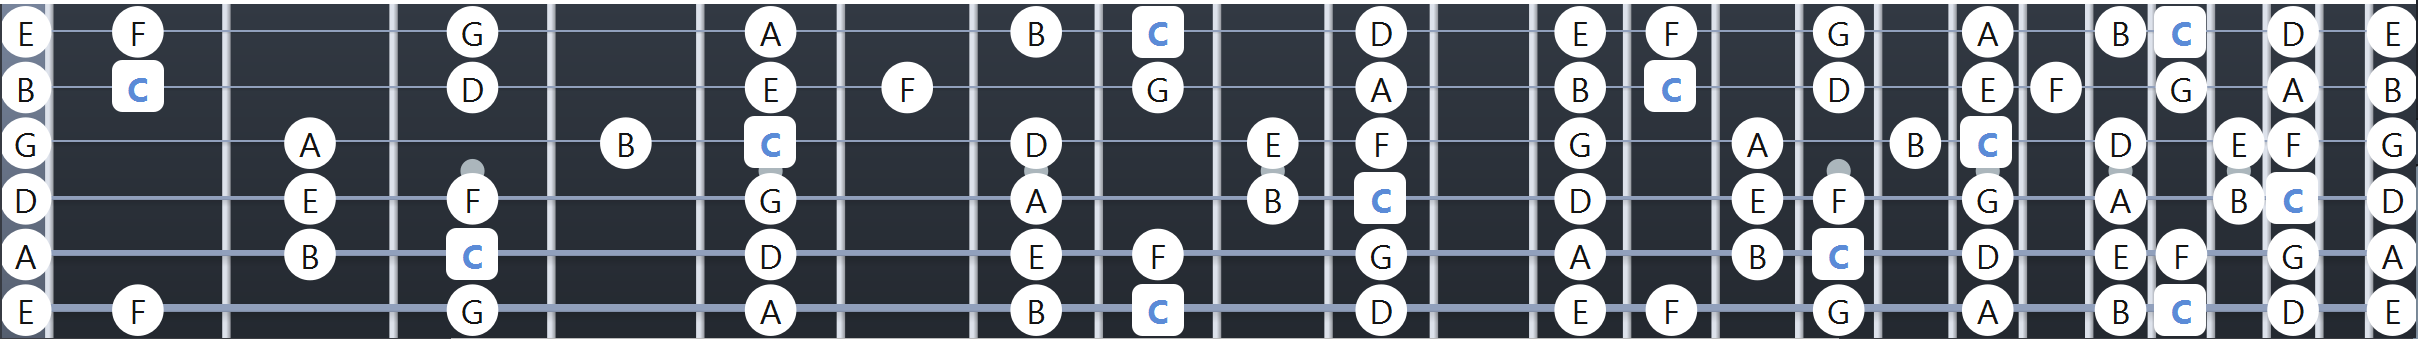 E F G A B C D E F G A B C D E
B C D E F G A B C D E F G A B
G A B C D E F G A B C D E F G
D E F G A B C D E F G A B C D
A B C D E F G A B C D E F G A
E F G A B C D E F G A B C D E